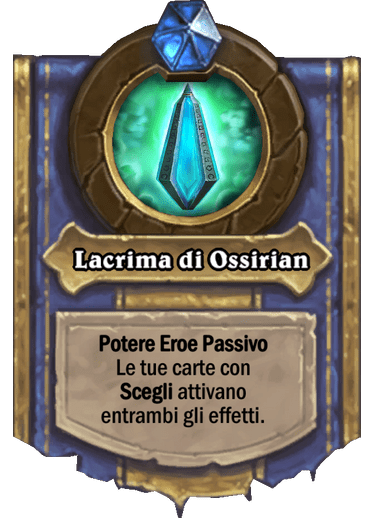 Lacrima di Ossirian
Potere Eroe Passivo
Le tue carte con
Scegli attivano
entrambi gli effetti.